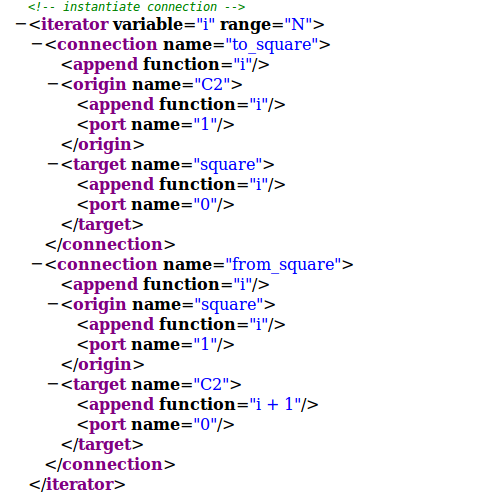 <!-- instantiate connection -->
−<iterator variable="i" range="N">
−<connection name="to_square">
<append function="i"/>
−<origin name="C2">
<append function="i"/>
<port name="1"/>
</origin>
−<target name="square">
<append function="i"/>
<port name="0"/>
</target>
</connection>
−<connection name="from_square">
<append function="i"/>
−<origin name="square">
<append function="i"/>
<port name="1"/>
</origin>
−<target name="C2">
<append function="i + 1"/>
<port name="0"/>
</target>
</connection>
</iterator>